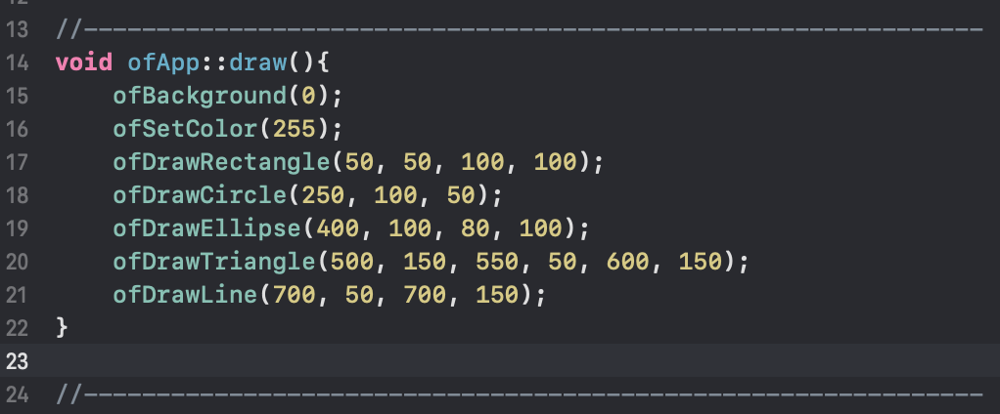 13 //--------------------------------------------------------------
14 void ofApp::draw(){
15     ofBackground(0);
16     ofSetColor(255);
17     ofDrawRectangle(50, 50, 100, 100);
18     ofDrawCircle(250, 100, 50);
19     ofDrawEllipse(400, 100, 80, 100);
20     ofDrawTriangle(500, 150, 550, 50, 600, 150);
21     ofDrawLine(700, 50, 700, 150);
22 }
23
24 //--------------------------------------------------------------